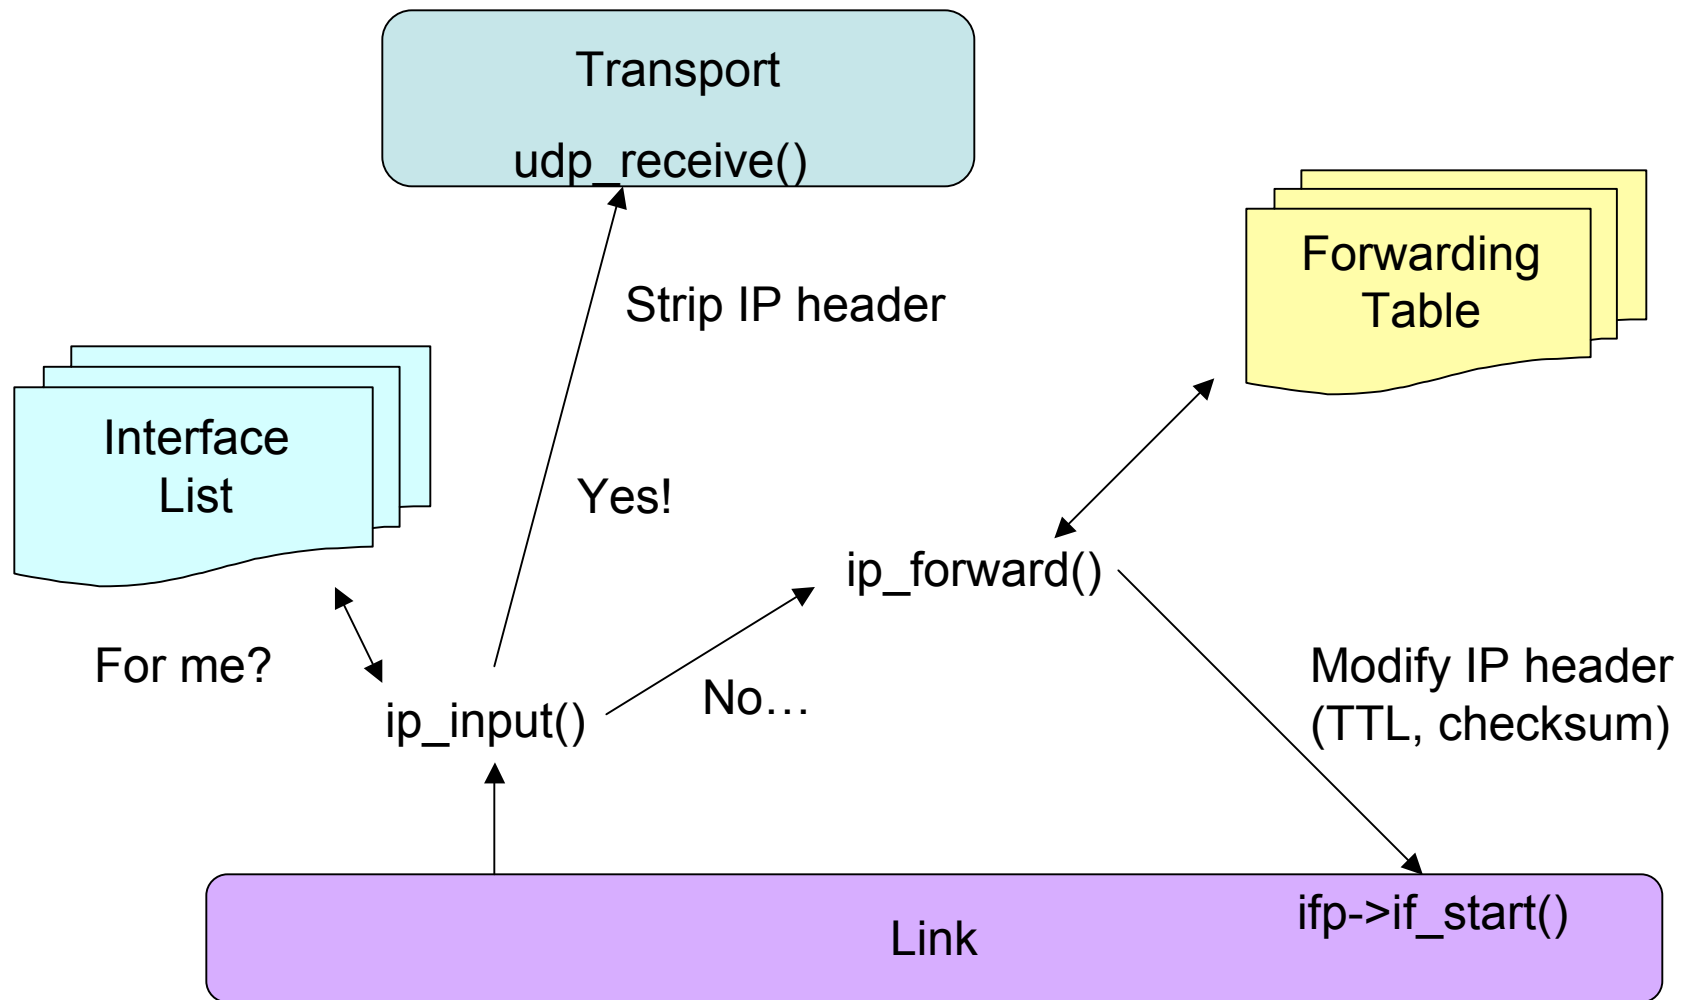 Transport
udp_receive()
Forwarding
Table
Strip IP header
Interface
List
Yes!
ip_forward()
For me?
Modify IP header
(TTL, checksum)
No…
ip_input()
ifp->if_start()
Link